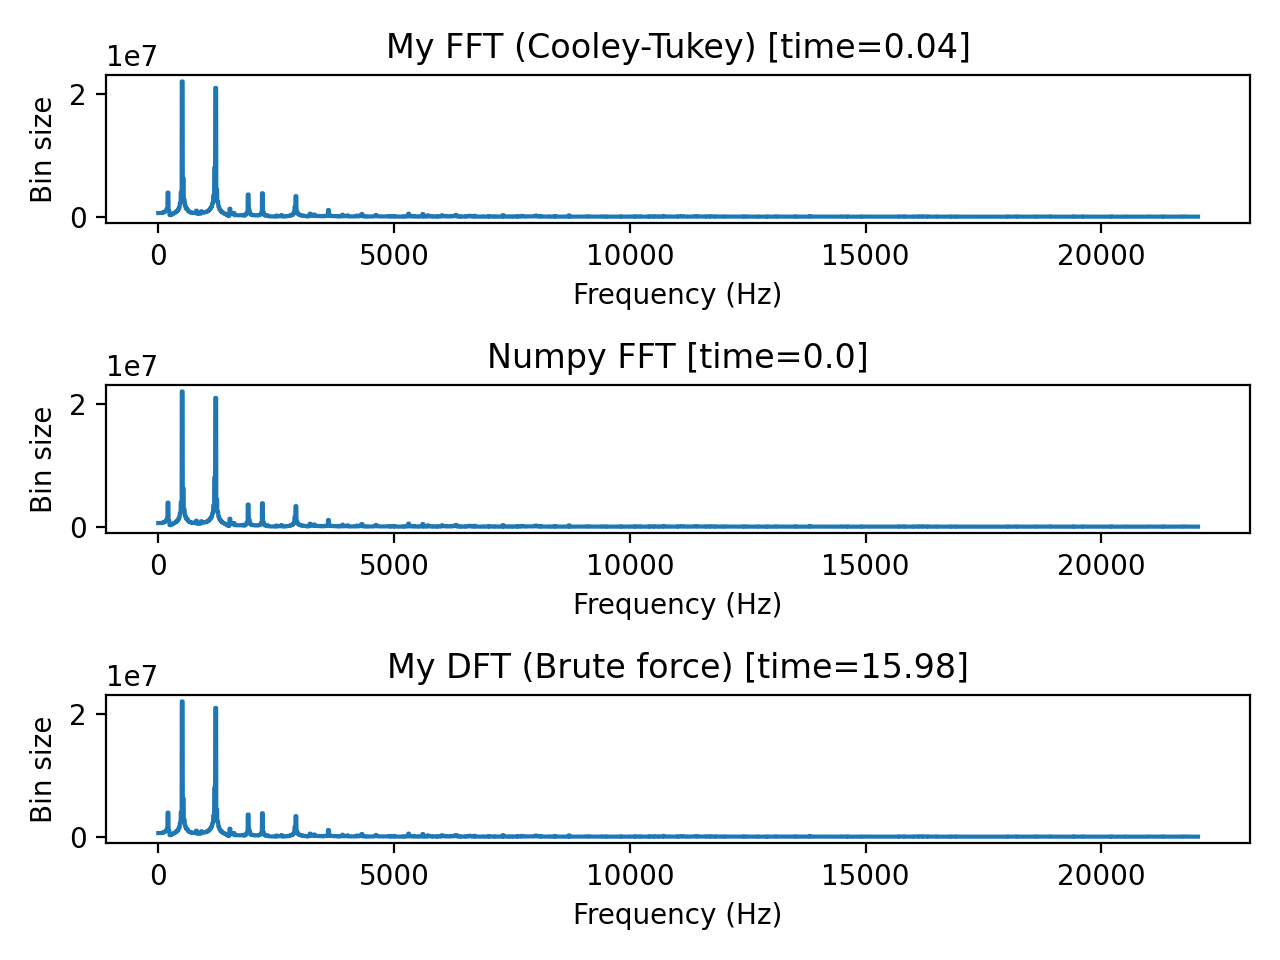 My FFT (Cooley-Tukey) [time=0.04]
1e7
2
Bin size
0
0 5000 10000 15000 20000
Frequency (Hz)
Numpy FFT [time=0.0]
1e7
2
Bin size
0
0 5000 10000 15000 20000
Frequency (Hz)
My DFT (Brute force) [time=15.98]
1e7
2
Bin size
0
0 5000 10000 15000 20000
Frequency (Hz)